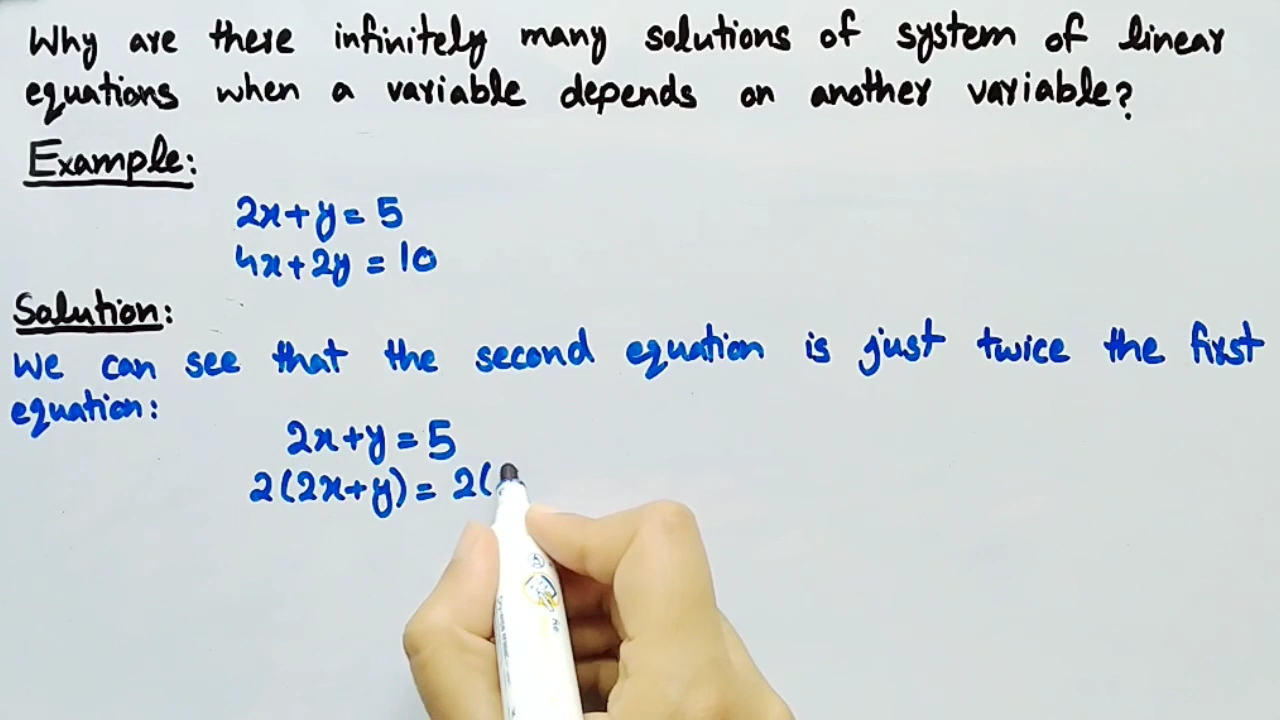 Why are there infinitely many solutions of system of linear
equations when a variable depends on another variable?
Example:
2x+y = 5
4x+2y = 10
Solution:
We can see that the second equation is just twice the first
equation:
2x+y = 5
2(2x+y) = 2(